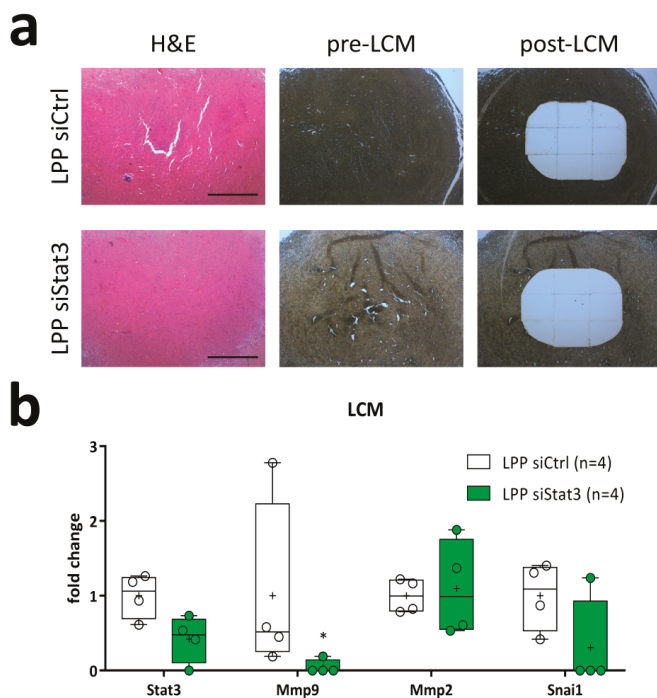 a
H&E pre-LCM post-LCM
LPP siCtrl
LPP siStat3
b
LCM
3
2
1
0
fold change
LPP siCtrl (n=4)
LPP siStat3 (n=4)
*
Stat3 Mmp9 Mmp2 Snai1